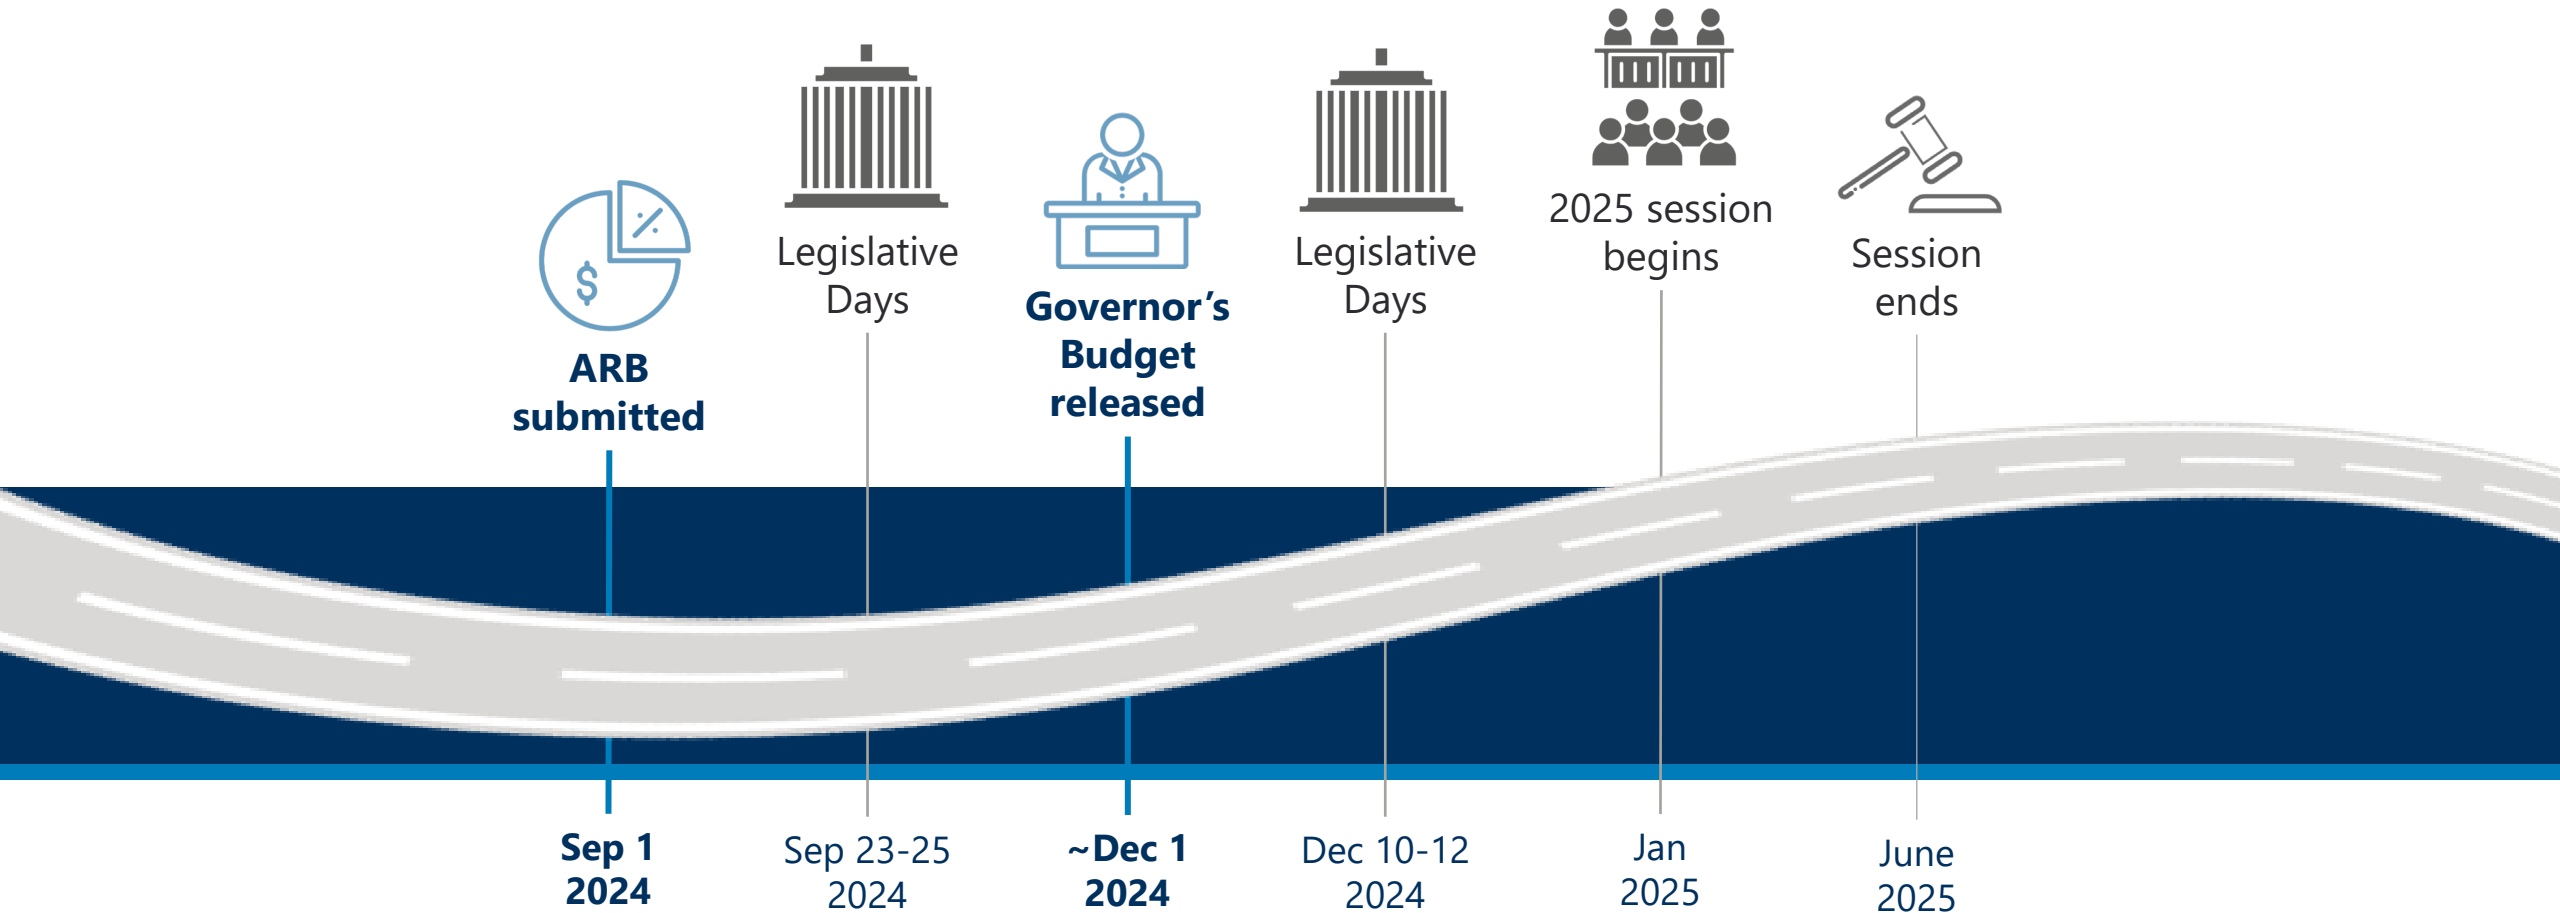 ARB
submitted
Legislative
Days
Governor’s
Budget
released
Legislative
Days
2025 session
begins
Session
ends
$
%
Sep 1
2024
Sep 23-25
2024
~Dec 1
2024
Dec 10-12
2024
Jan
2025
June
2025